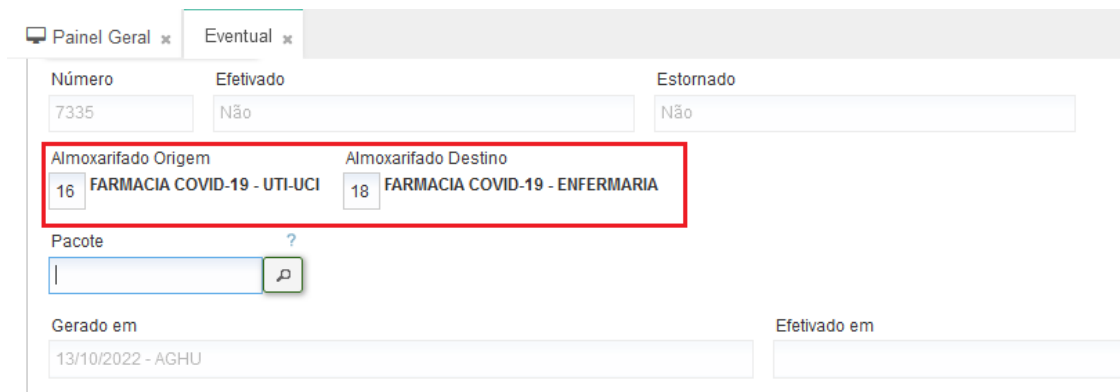 Painel Geral Eventual
Número Efetivado Estornado
7335 Não Não
Almoxarifado Origem Almoxarifado Destino
16 FARMACIA COVID-19 - UTI-UCI 18 FARMACIA COVID-19 - ENFERMARIA
Pacote ?
Gerado em Efetivado em
13/10/2022 - AGHU